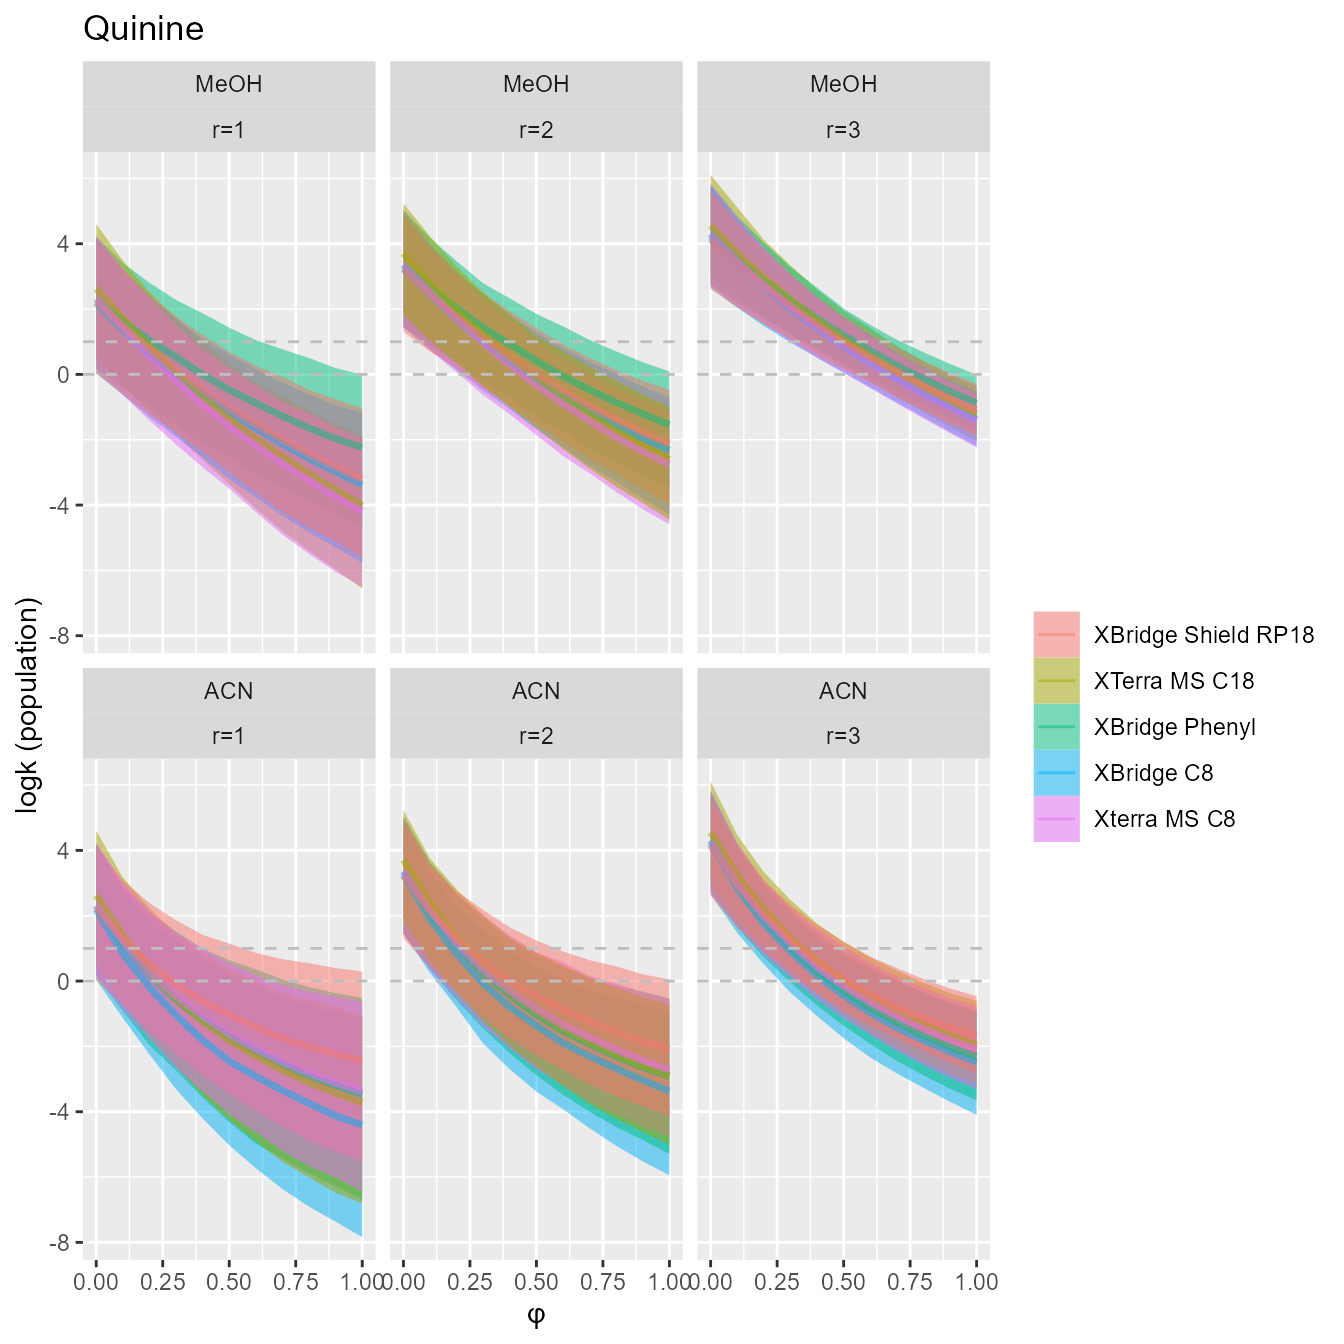 Quinine
MeOH MeOH MeOH
r=1 r=2 r=3
4
0
-4
-8
ACN ACN ACN
r=1 r=2 r=3
4
0
-4
-8
0.00 0.25 0.50 0.75 1.00 0.00 0.25 0.50 0.75 1.00 0.00 0.25 0.50 0.75 1.00
φ
logk (population)
XBridge Shield RP18
XTerra MS C18
XBridge Phenyl
XBridge C8
Xterra MS C8